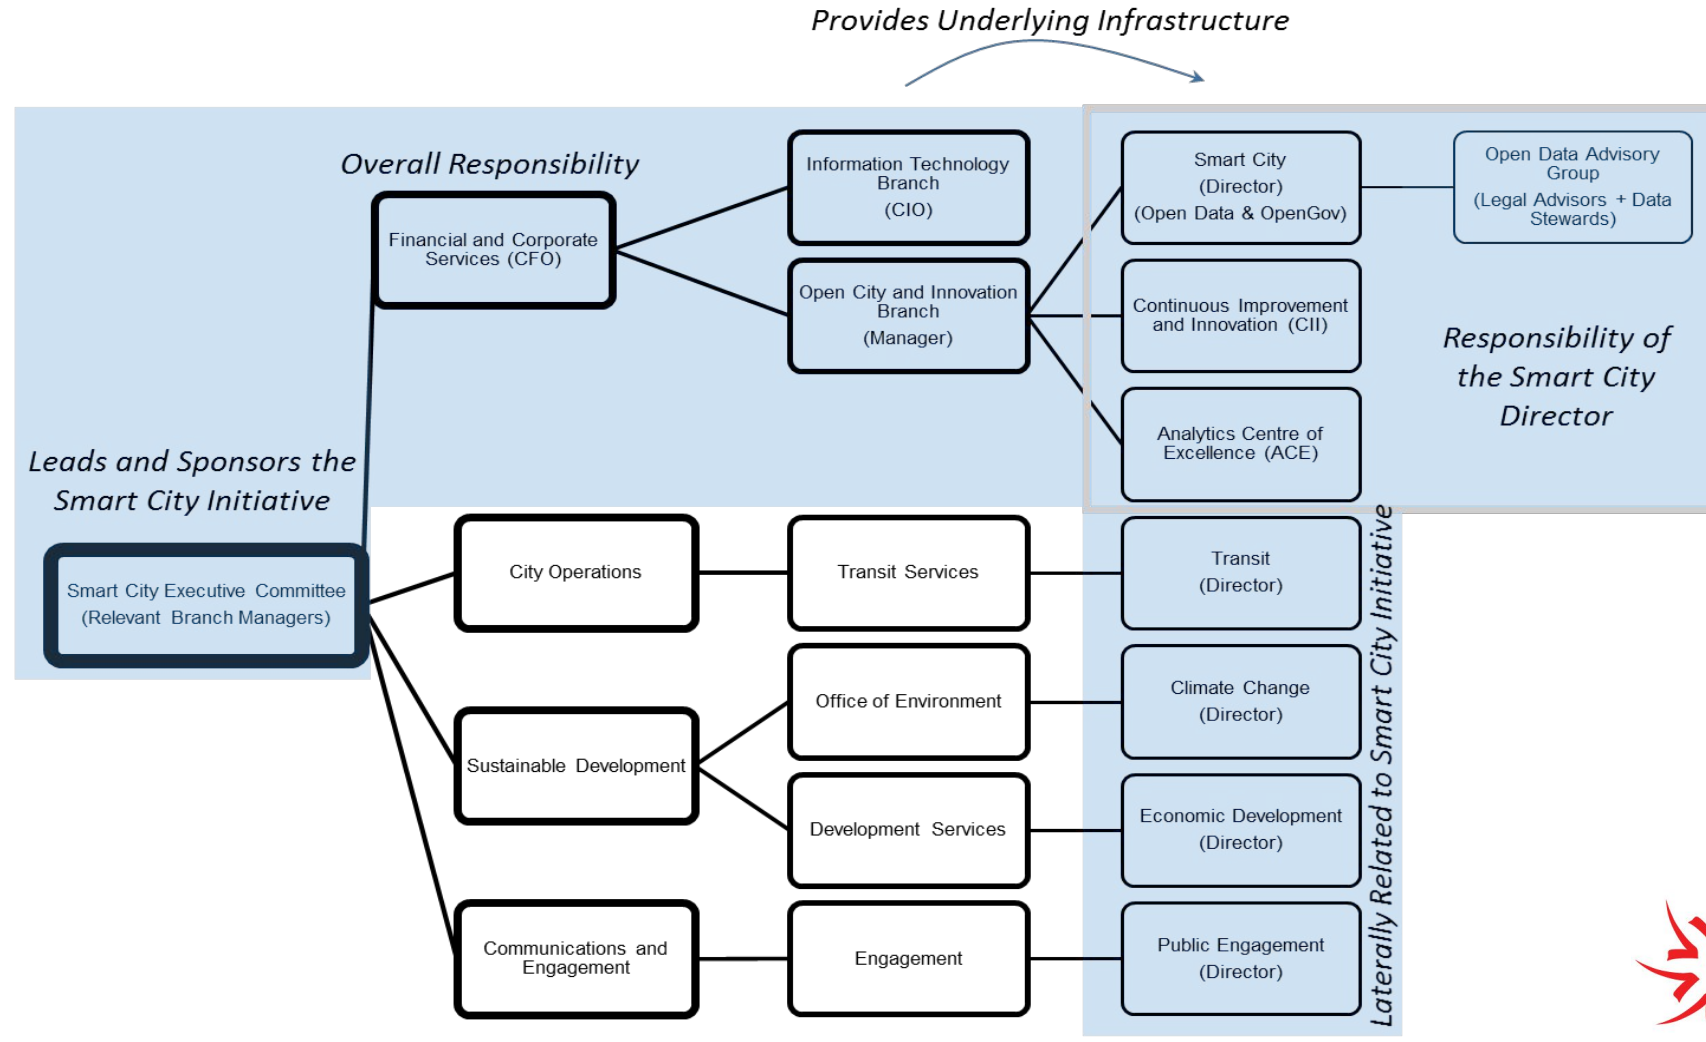 Provides Underlying Infrastructure
Overall Responsibility
Information Technology
Branch
(CIO)
Smart City
(Director)
(Open Data & OpenGov)
Open Data Advisory
Group
(Legal Advisors + Data
Stewards)
Financial and Corporate
Services (CFO)
Open City and Innovation
Branch
(Manager)
Continuous Improvement
and Innovation (CII)
Responsibility of
the Smart City
Director
Analytics Centre of
Excellence (ACE)
Leads and Sponsors the
Smart City Initiative
Smart City Executive Committee
(Relevant Branch Managers)
City Operations
Transit Services
Transit
(Director)
Laterally Related to Smart City Initiative
Sustainable Development
Office of Environment
Climate Change
(Director)
Development Services
Economic Development
(Director)
Communications and
Engagement
Engagement
Public Engagement
(Director)